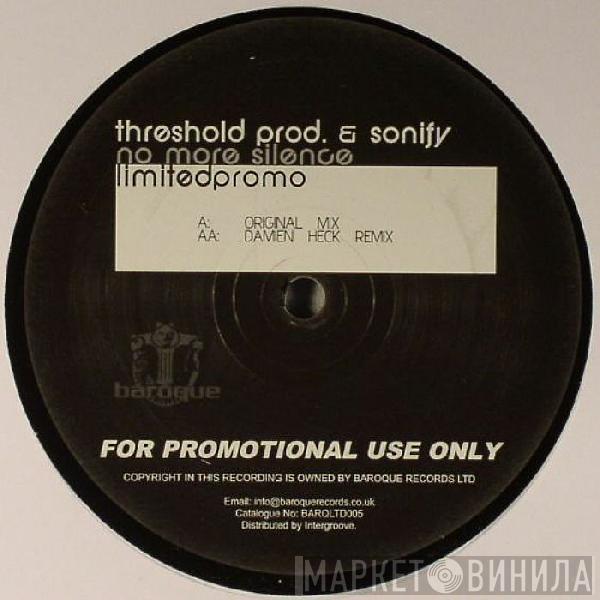 threshold prod. & sonify
no more silence
limitedpromo
A: ORIGINAL MIX
AA: DAMIEN HECK REMIX
baroque
FOR PROMOTIONAL USE ONLY
COPYRIGHT IN THIS RECORDING IS OWNED BY BAROQUE RECORDS LTD
Email: info@baroquerecords.co.uk
Catalogue No: BARQLTD005
Distributed by Intergroove.
МАРКЕТ ВИНИЛА